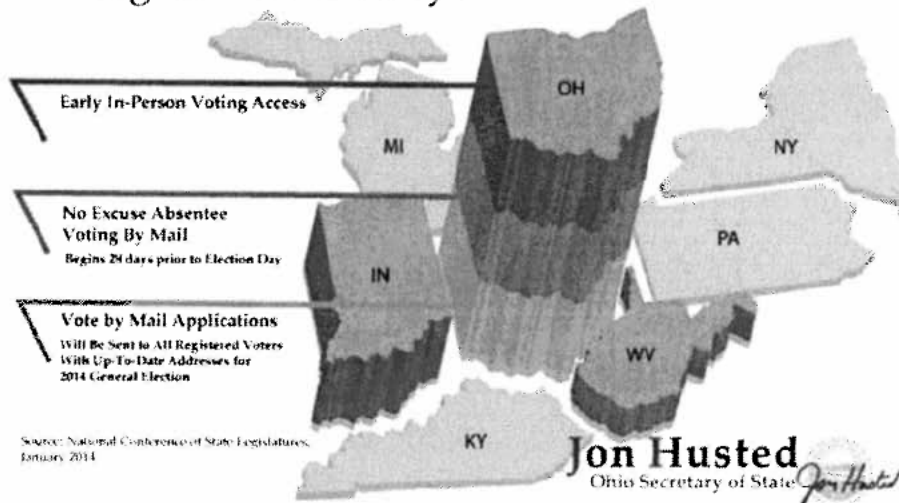 Early In-Person Voting Access
No Excuse Absentee
Voting By Mail
Begins 29 days prior to Election Day
Vote by Mail Applications
Will Be Sent to All Registered Voters
With Up-To-Date Addresses for
2014 General Election
OH
MI
NY
PA
IN
WV
KY
Source: National Conference of State Legislatures,
January 2014
Jon Husted
Ohio Secretary of State
Jon Husted